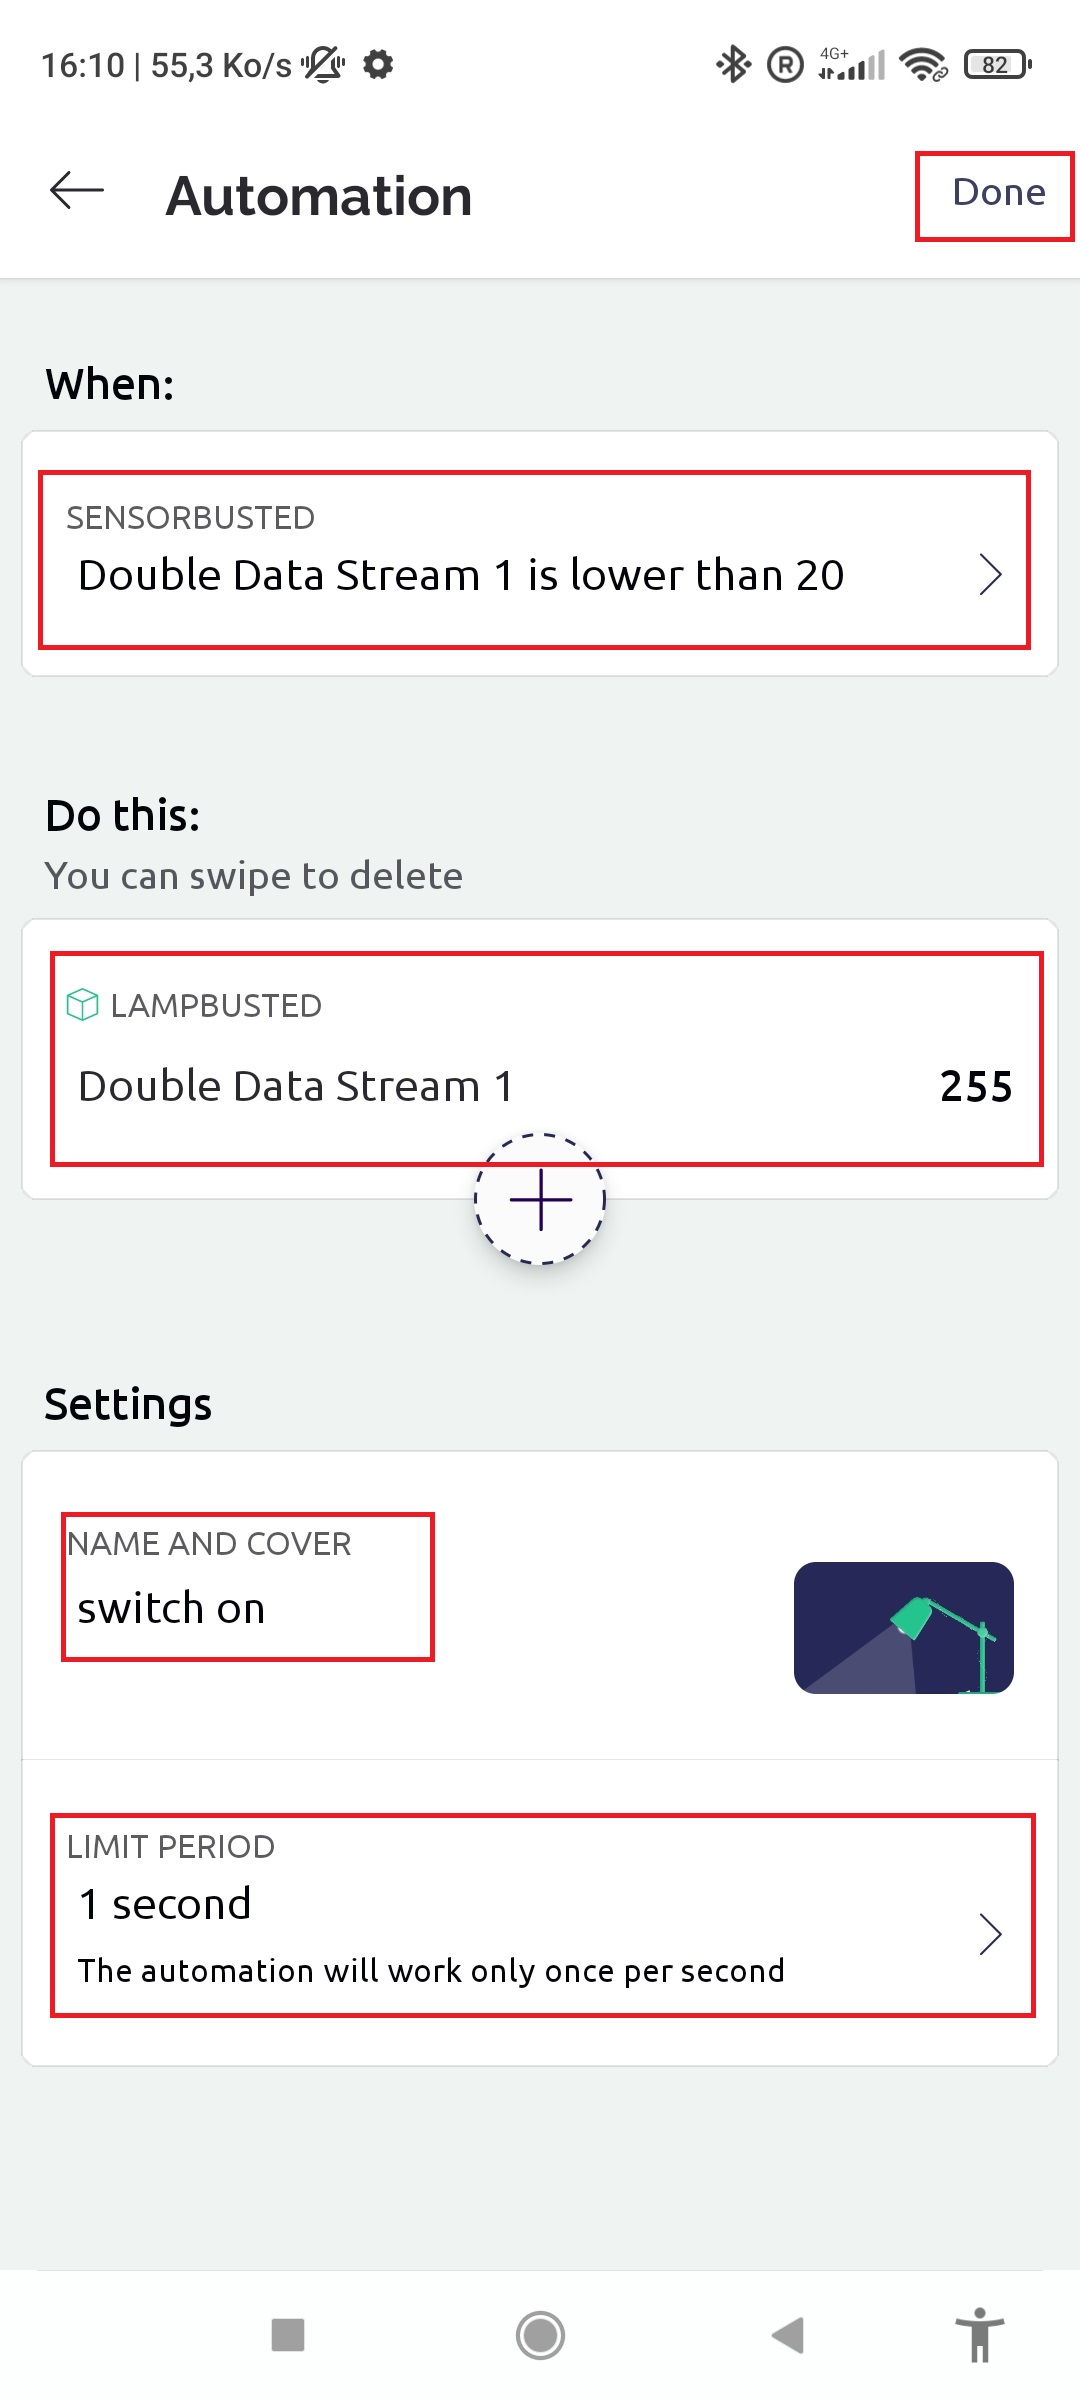 16:10 | 55,3 Ko/s
R 4G+ 82
Automation
Done
When:
SENSORBUSTED
Double Data Stream 1 is lower than 20
Do this:
You can swipe to delete
LAMPBUSTED
Double Data Stream 1 255
Settings
NAME AND COVER
switch on
LIMIT PERIOD
1 second
The automation will work only once per second